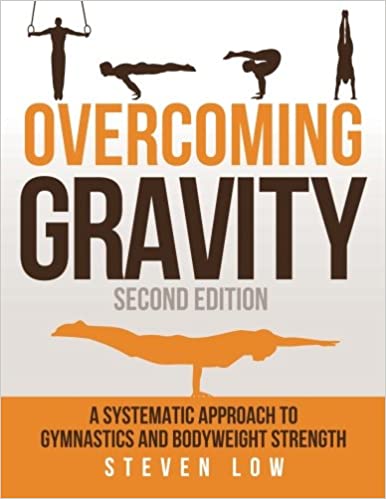 OVERCOMING
GRAVITY
SECOND EDITION
A SYSTEMATIC APPROACH TO
GYMNASTICS AND BODYWEIGHT STRENGTH
STEVEN LOW